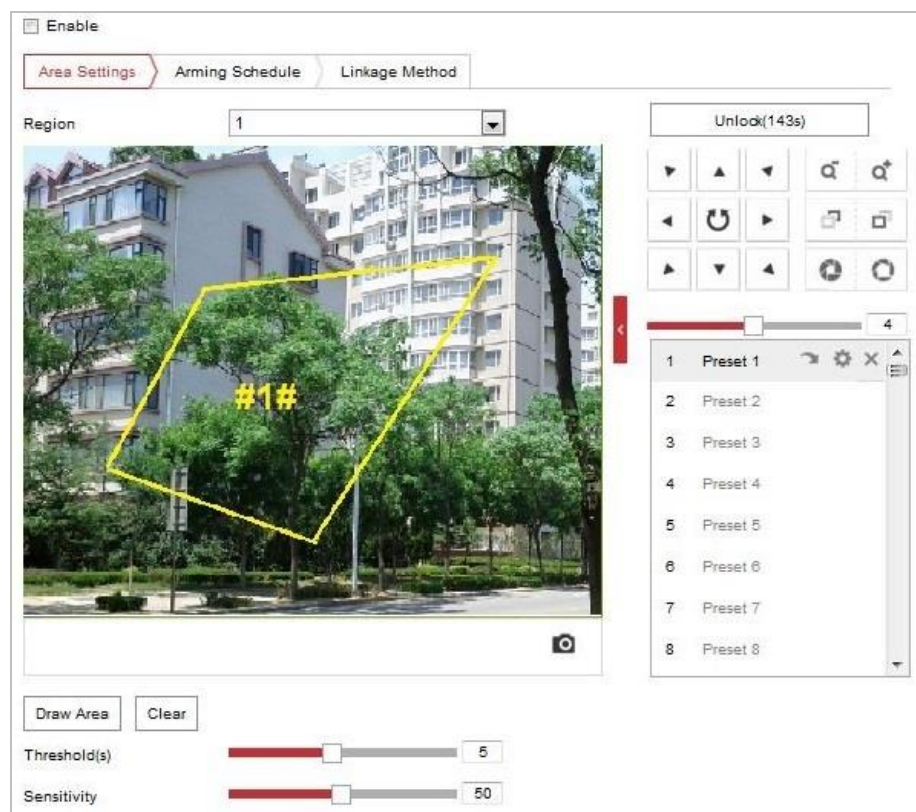 Enable
Area Settings
Arming Schedule
Linkage Method
Region
1
Unlock(143s)
#1#
4
1 Preset 1
2 Preset 2
3 Preset 3
4 Preset 4
5 Preset 5
6 Preset 6
7 Preset 7
8 Preset 8
Draw Area
Clear
Threshold(s)
5
Sensitivity
50